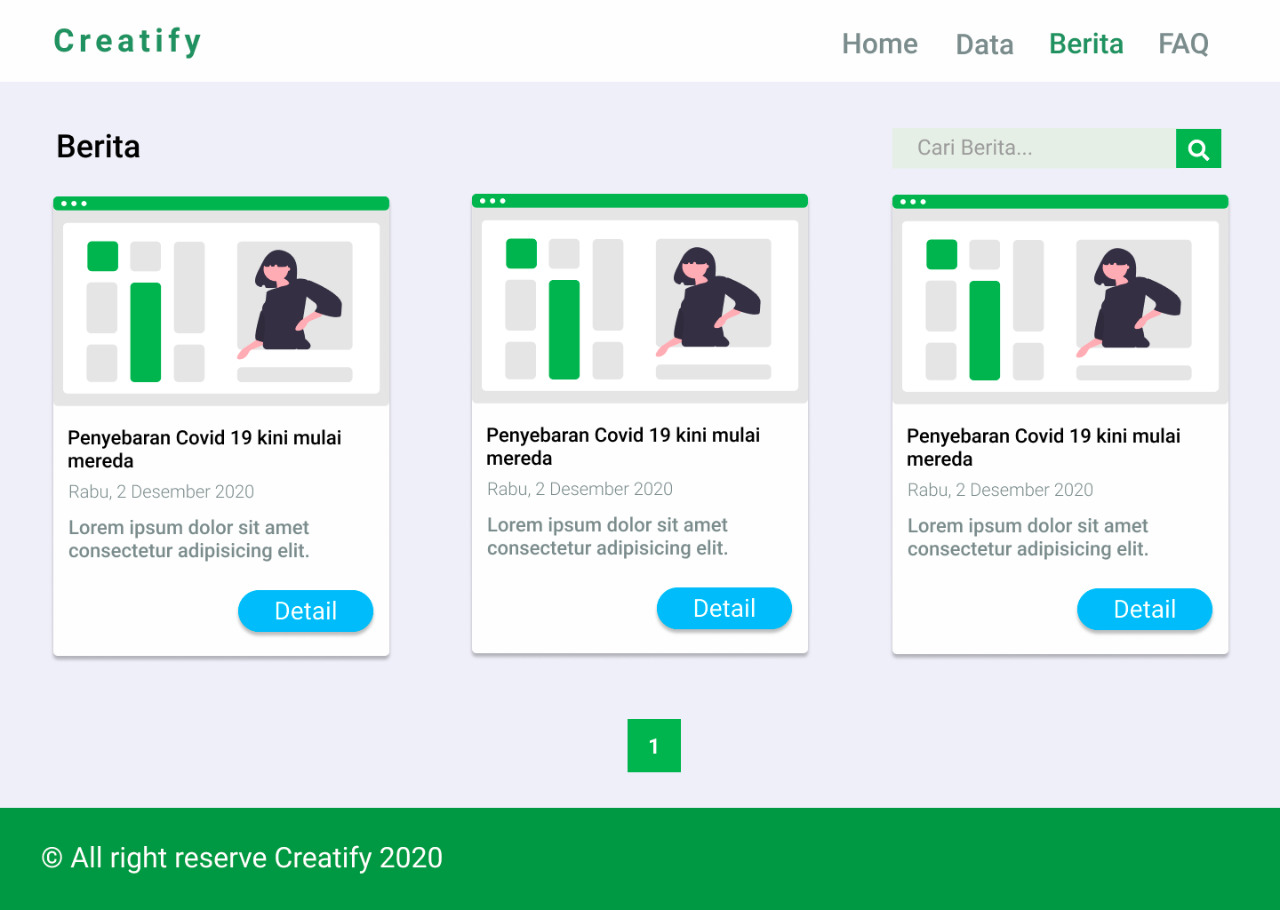 Creatify
Home
Data
Berita
FAQ
Berita
Cari Berita...
Penyebaran Covid 19 kini mulai
mereda
Rabu, 2 Desember 2020
Lorem ipsum dolor sit amet
consectetur adipisicing elit.
Detail
Penyebaran Covid 19 kini mulai
mereda
Rabu, 2 Desember 2020
Lorem ipsum dolor sit amet
consectetur adipisicing elit.
Detail
Penyebaran Covid 19 kini mulai
mereda
Rabu, 2 Desember 2020
Lorem ipsum dolor sit amet
consectetur adipisicing elit.
Detail
1
© All right reserve Creatify 2020